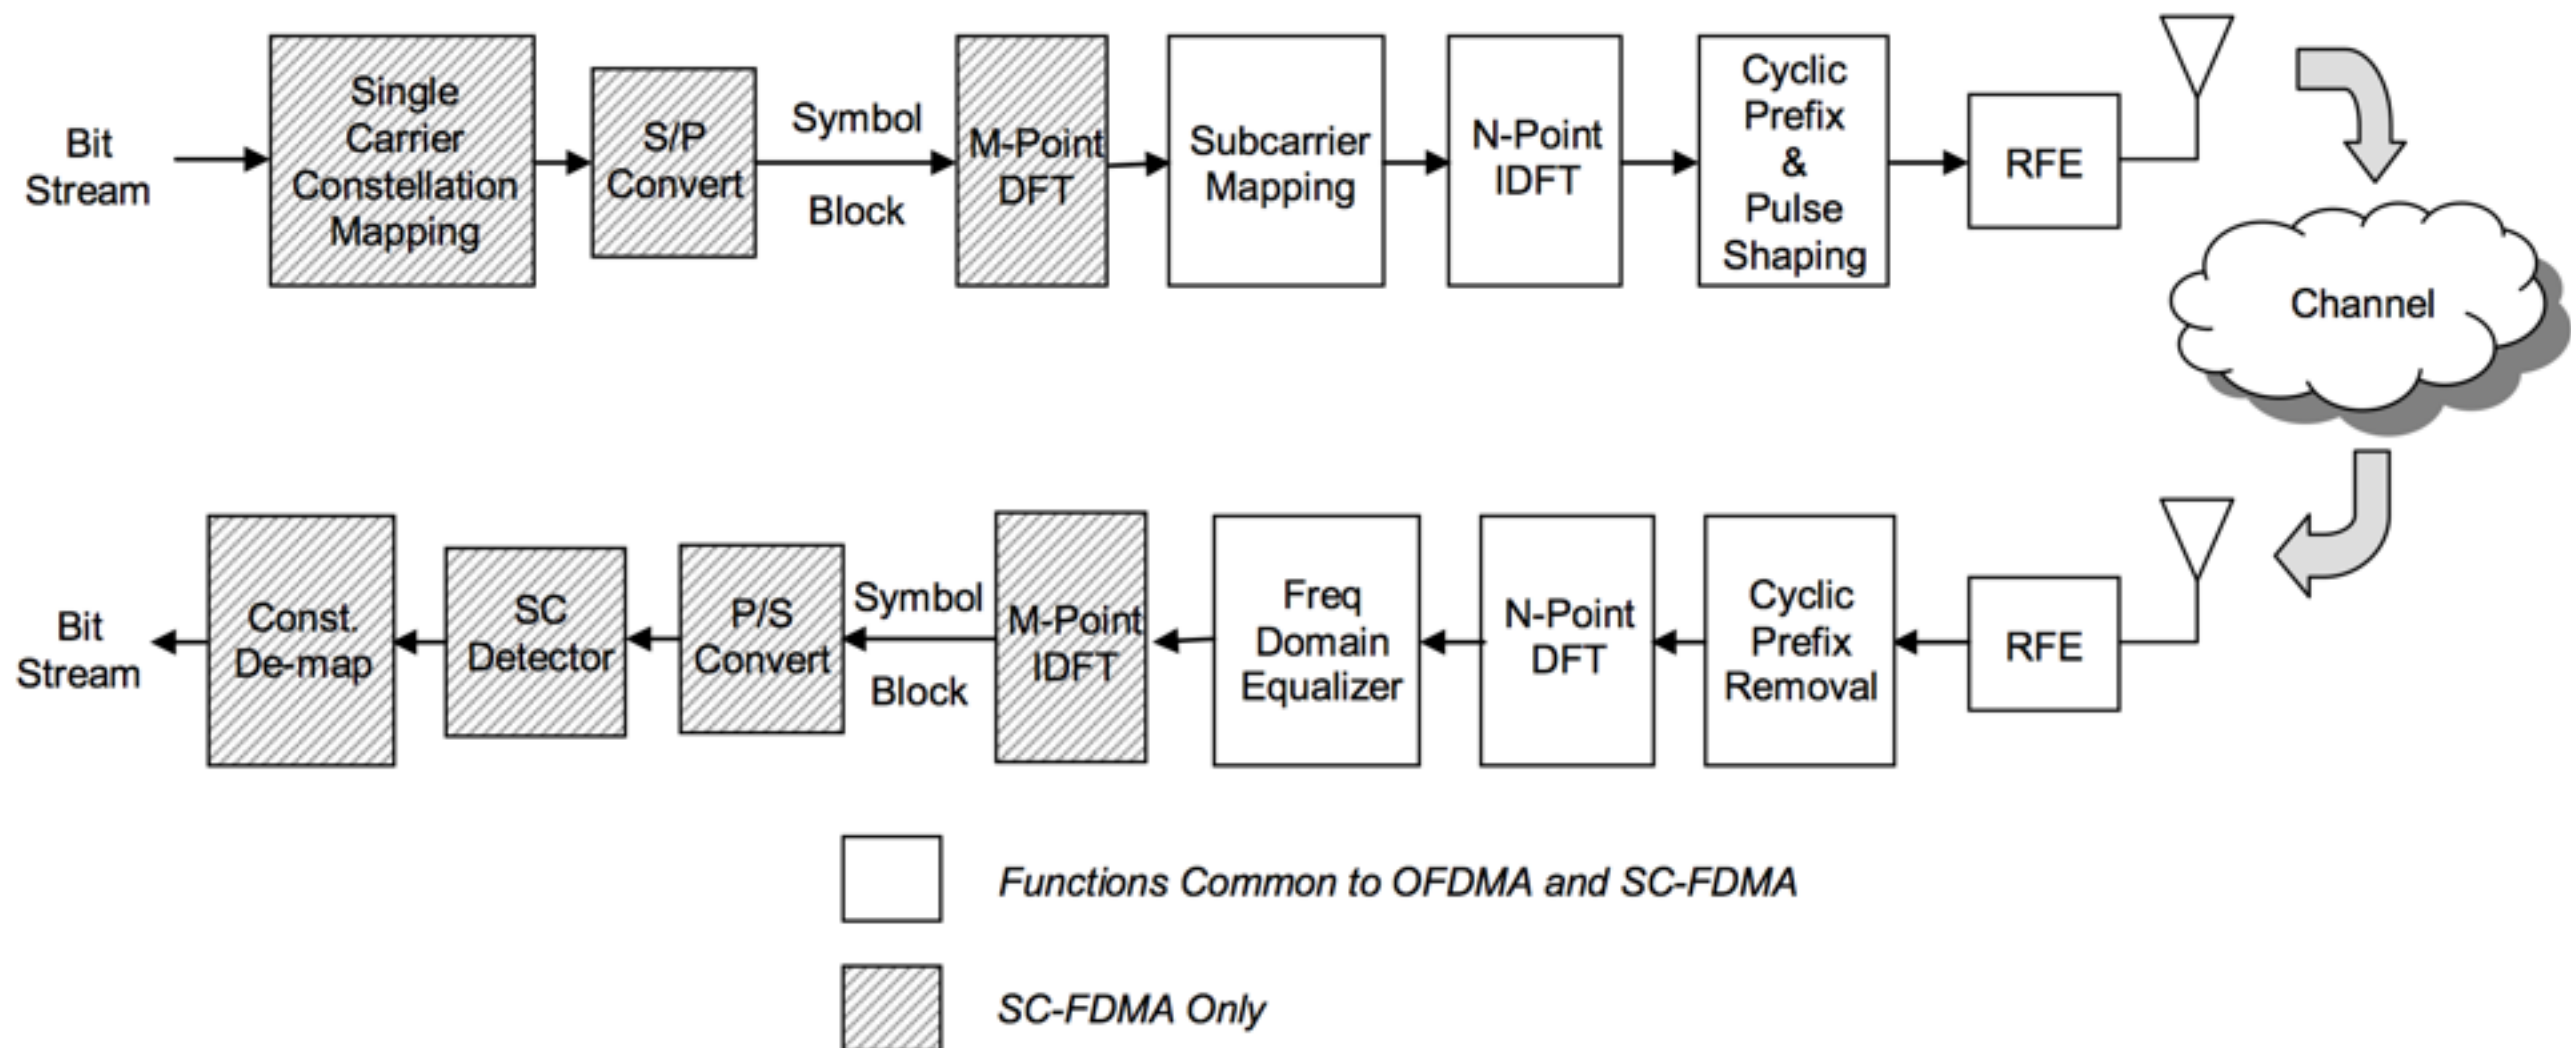 Bit
Stream
Single
Carrier
Constellation
Mapping
S/P
Convert
Symbol
Block
M-Point
DFT
Subcarrier
Mapping
N-Point
IDFT
Cyclic
Prefix
&
Pulse
Shaping
RFE
Channel
Bit
Stream
Const.
De-map
SC
Detector
P/S
Convert
Symbol
Block
M-Point
IDFT
Freq
Domain
Equalizer
N-Point
DFT
Cyclic
Prefix
Removal
RFE
Functions Common to OFDMA and SC-FDMA
SC-FDMA Only